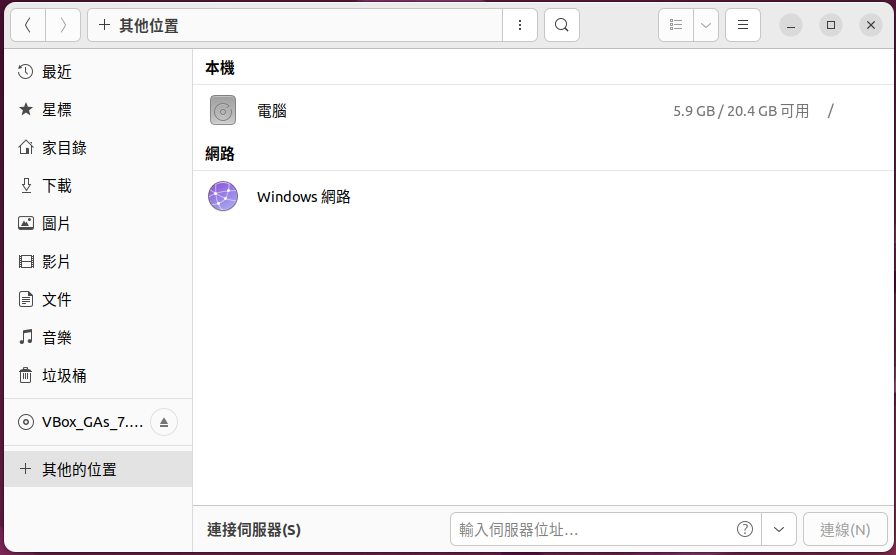 其他位置
最近
星標
家目錄
下載
圖片
影片
文件
音樂
垃圾桶
VBox_GAs_7....
其他的位置
本機
電腦 5.9 GB / 20.4 GB 可用 /
網路
Windows 網路
連接伺服器(S) 輸入伺服器位址... 連線(N)